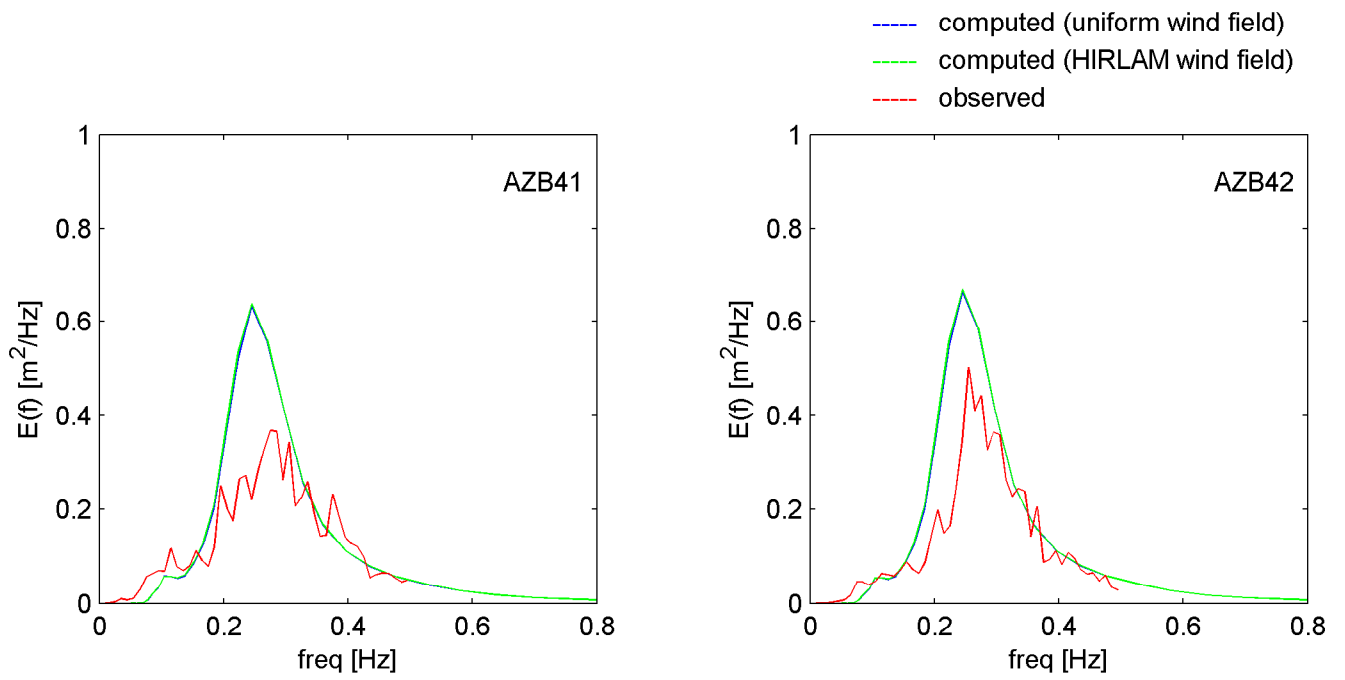 computed (uniform wind field)
computed (HIRLAM wind field)
observed
AZB41
1
0.8
0.6
0.4
0.2
0
E(f) [m²/Hz]
0 0.2 0.4 0.6 0.8
freq [Hz]
AZB42
1
0.8
0.6
0.4
0.2
0
E(f) [m²/Hz]
0 0.2 0.4 0.6 0.8
freq [Hz]